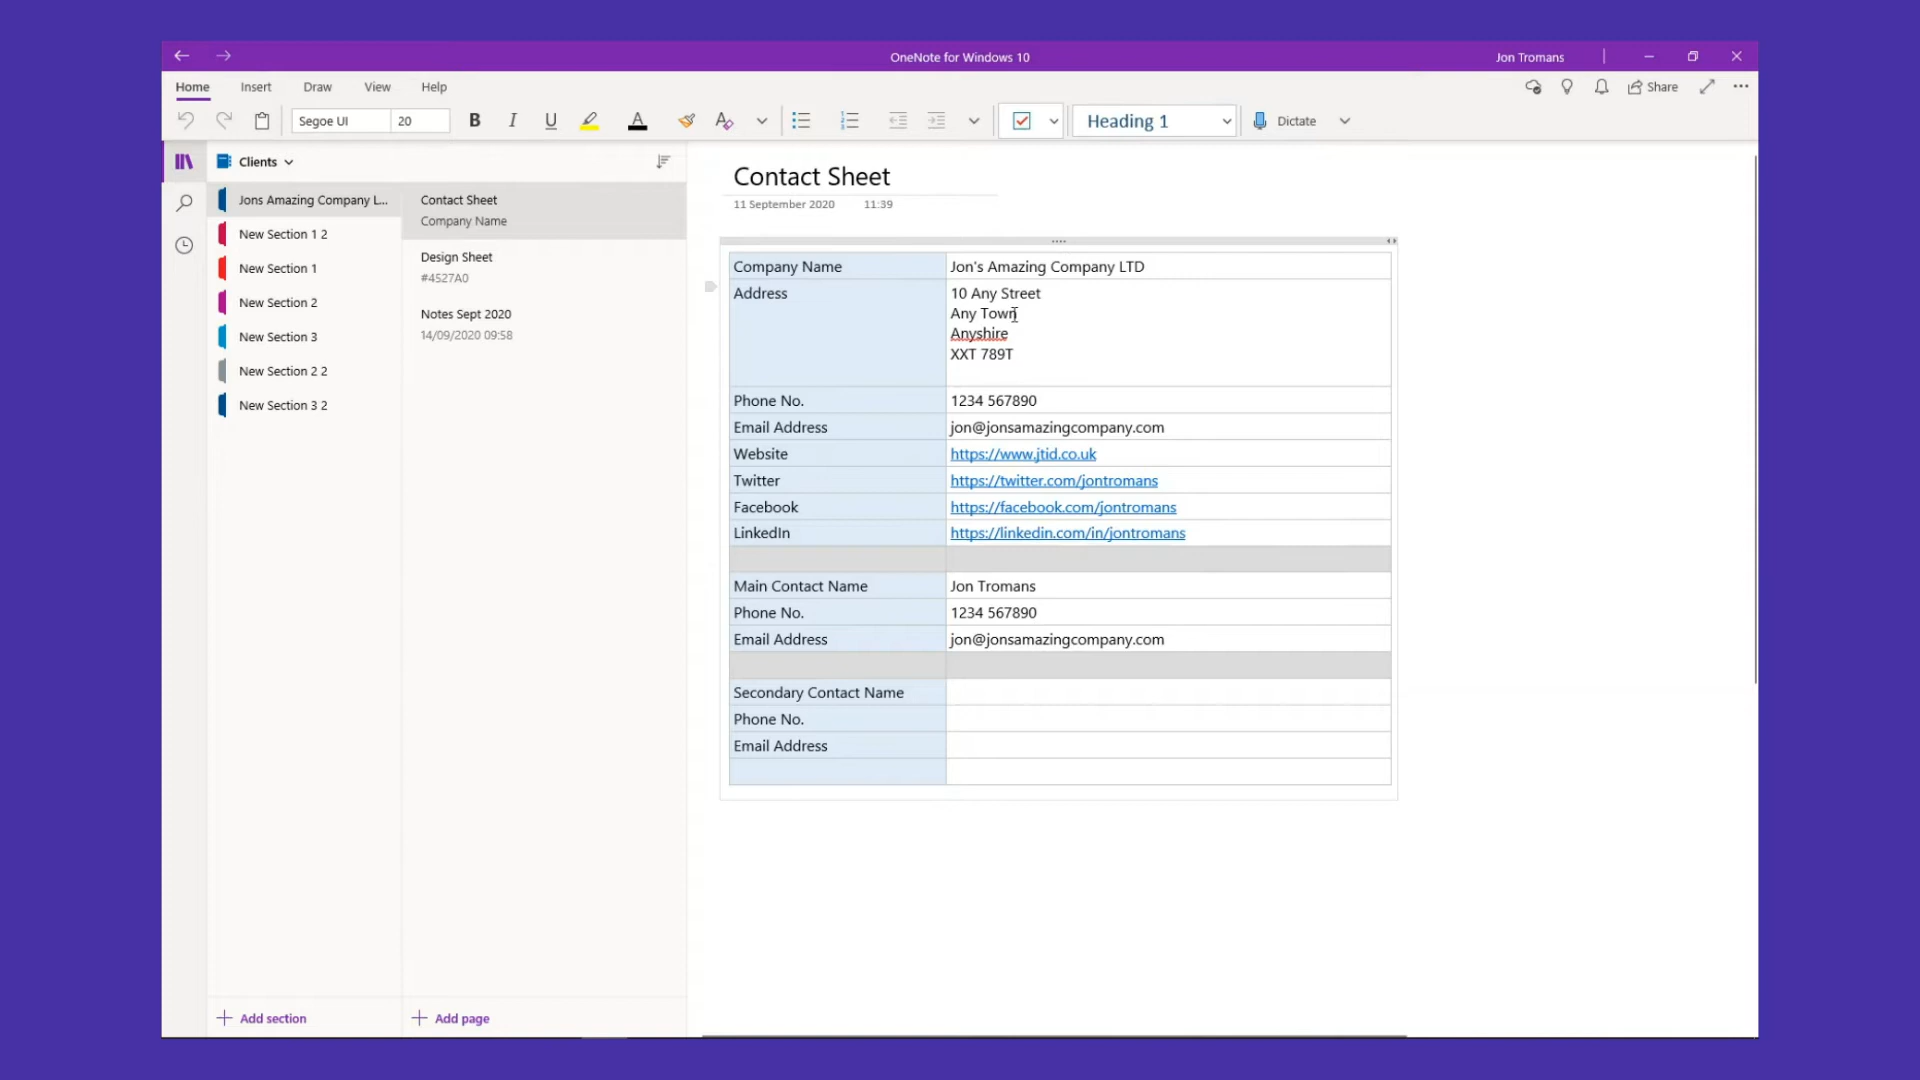 OneNote for Windows 10
Jon Tromans
Home Insert Draw View Help
Share
Segoe UI 20 B I U A A Heading 1 Dictate
Clients
Jons Amazing Company L...
New Section 1 2
New Section 1
New Section 2
New Section 3
New Section 2 2
New Section 3 2
Add section
Contact Sheet
Company Name
Design Sheet
#4527A0
Notes Sept 2020
14/09/2020 09:58
Add page
Contact Sheet
11 September 2020 11:39
Company Name Jon's Amazing Company LTD
Address 10 Any Street
Any Town
Anyshire
XXT 789T
Phone No. 1234 567890
Email Address jon@jonsamazingcompany.com
Website https://www.jtid.co.uk
Twitter https://twitter.com/jontromans
Facebook https://facebook.com/jontromans
LinkedIn https://linkedin.com/in/jontromans
Main Contact Name Jon Tromans
Phone No. 1234 567890
Email Address jon@jonsamazingcompany.com
Secondary Contact Name
Phone No.
Email Address